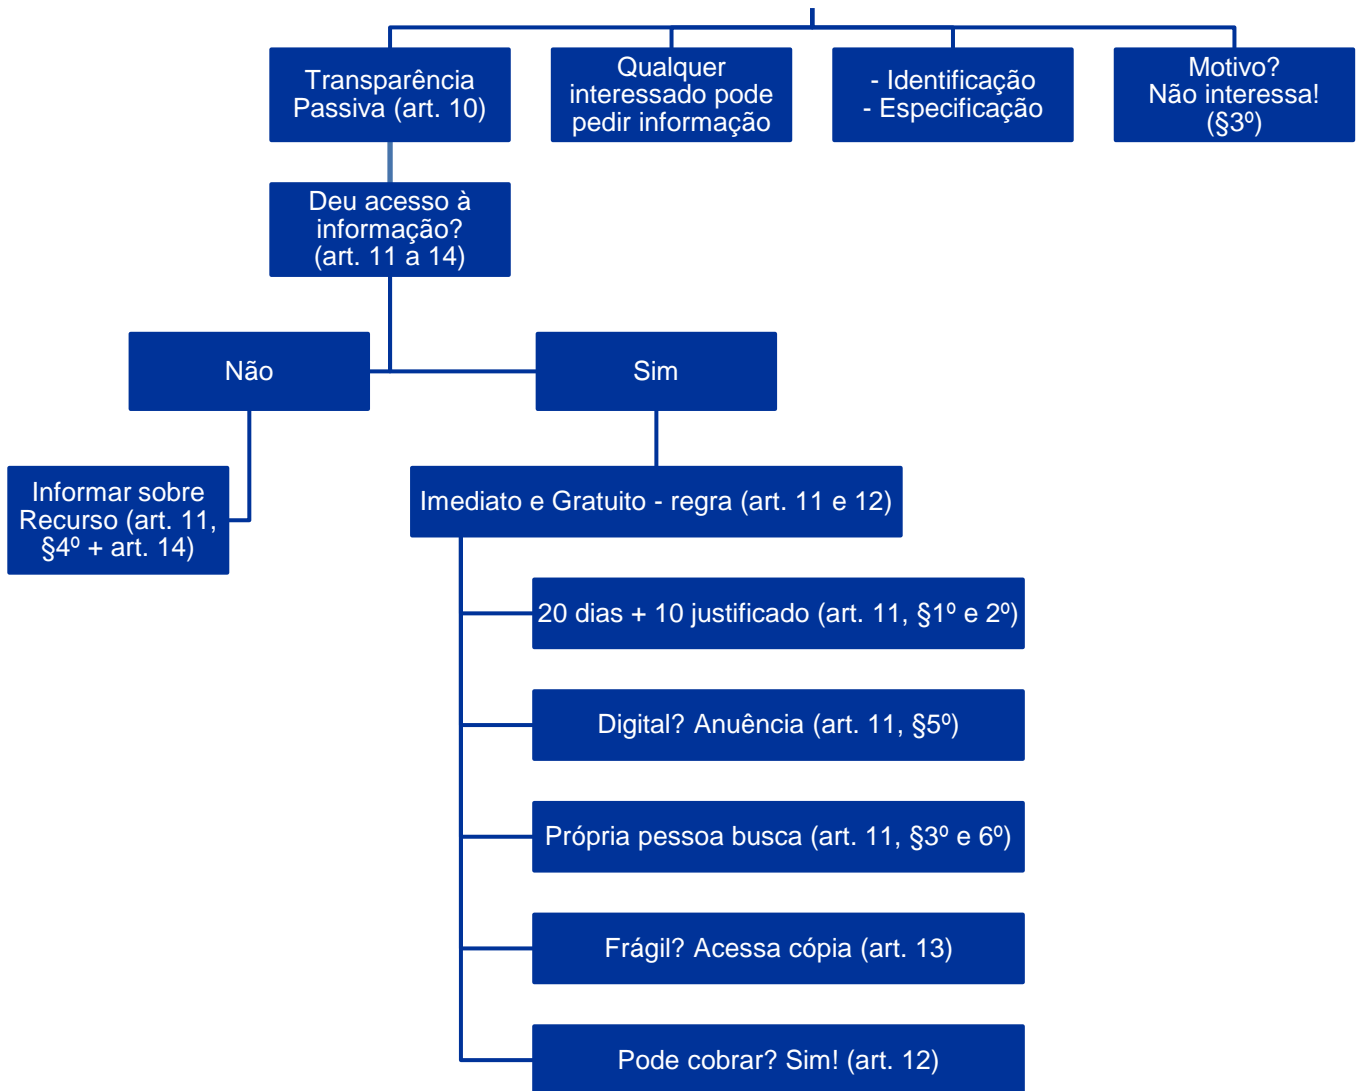 Transparência
Passiva (art. 10)
Qualquer
interessado pode
pedir informação
- Identificação
- Especificação
Motivo?
Não interessa!
(§3º)
Deu acesso à
informação?
(art. 11 a 14)
Não
Sim
Informar sobre
Recurso (art. 11,
§4º + art. 14)
Imediato e Gratuito - regra (art. 11 e 12)
20 dias + 10 justificado (art. 11, §1º e 2º)
Digital? Anuência (art. 11, §5º)
Própria pessoa busca (art. 11, §3º e 6º)
Frágil? Acessa cópia (art. 13)
Pode cobrar? Sim! (art. 12)